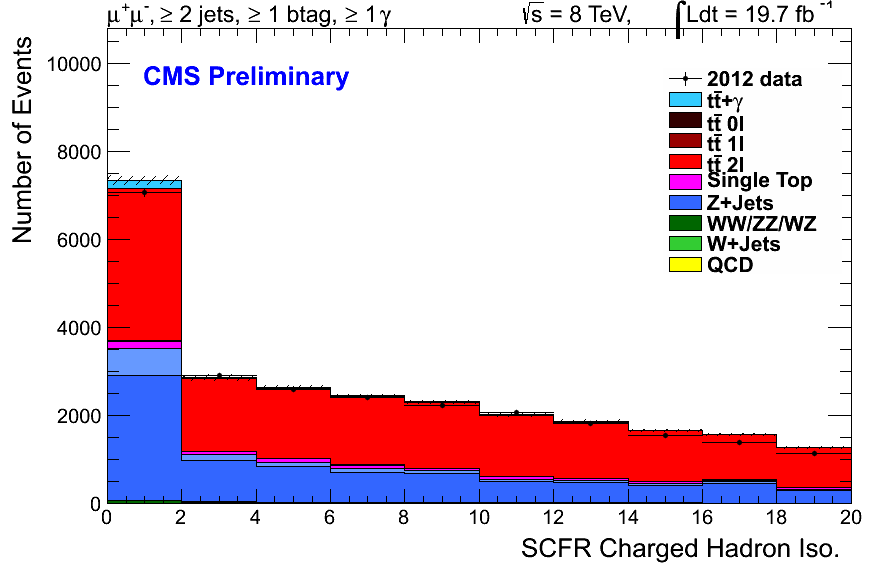 μ⁺μ⁻, ≥ 2 jets, ≥ 1 btag, ≥ 1 γ
√s = 8 TeV, ∫Ldt = 19.7 fb⁻¹
CMS Preliminary
2012 data
tt̄+γ
tt̄ 0l
tt̄ 1l
tt̄ 2l
Single Top
Z+Jets
WW/ZZ/WZ
W+Jets
QCD
Number of Events
10000
8000
6000
4000
2000
0
0 2 4 6 8 10 12 14 16 18 20
SCFR Charged Hadron Iso.